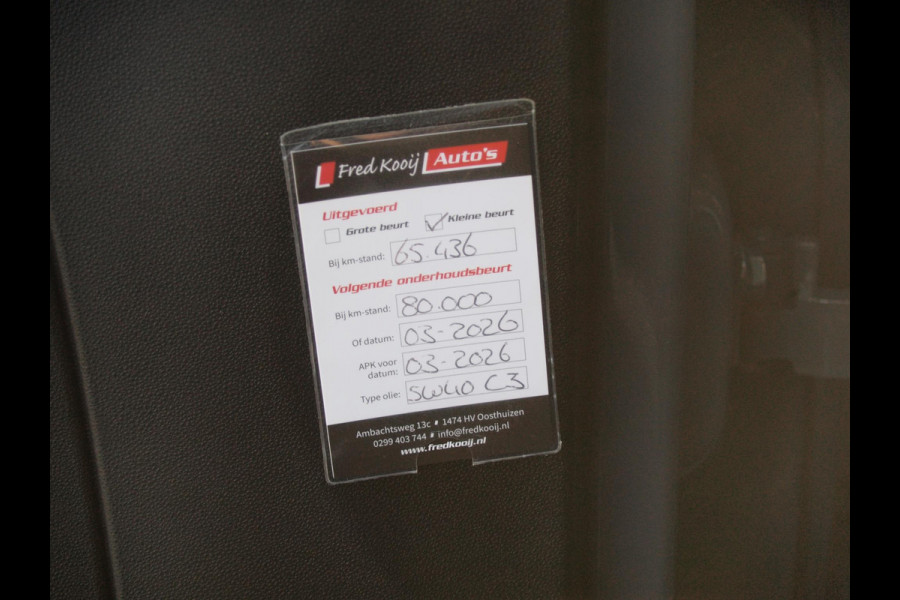 Fred Kooij Auto's
Uitgevoerd
Grote beurt Kleine beurt
Bij km-stand: 65.436
Volgende onderhoudsbeurt
Bij km-stand: 80.000
Of datum: 03-2026
APK voor
datum: 03-2026
Type olie: 5W40 C3
Ambachtsweg 13c 1474 HV Oosthuizen
0299 403 744 info@fredkooij.nl
www.fredkooij.nl